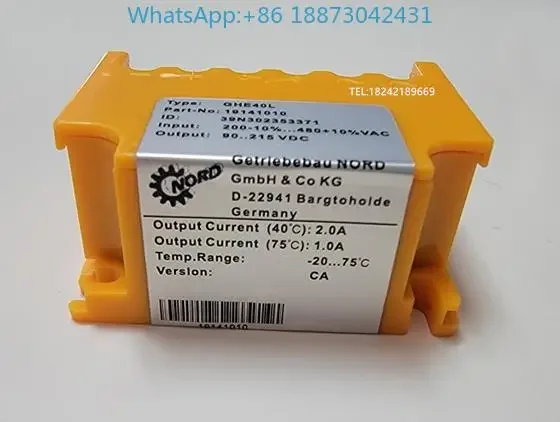 WhatsApp:+86 18873042431
TEL:18242189669
Type: GHE40L
Part-No: 19141010
ID: 39N302353371
Input: 200-10%...480+10%VAC
Output: 90..215 VDC
NORD
Getriebebau NORD
GmbH & Co KG
D-22941 Bargtoholde
Germany
Output Current (40℃): 2.0A
Output Current (75℃): 1.0A
Temp.Range: -20...75℃
Version: CA
19141010